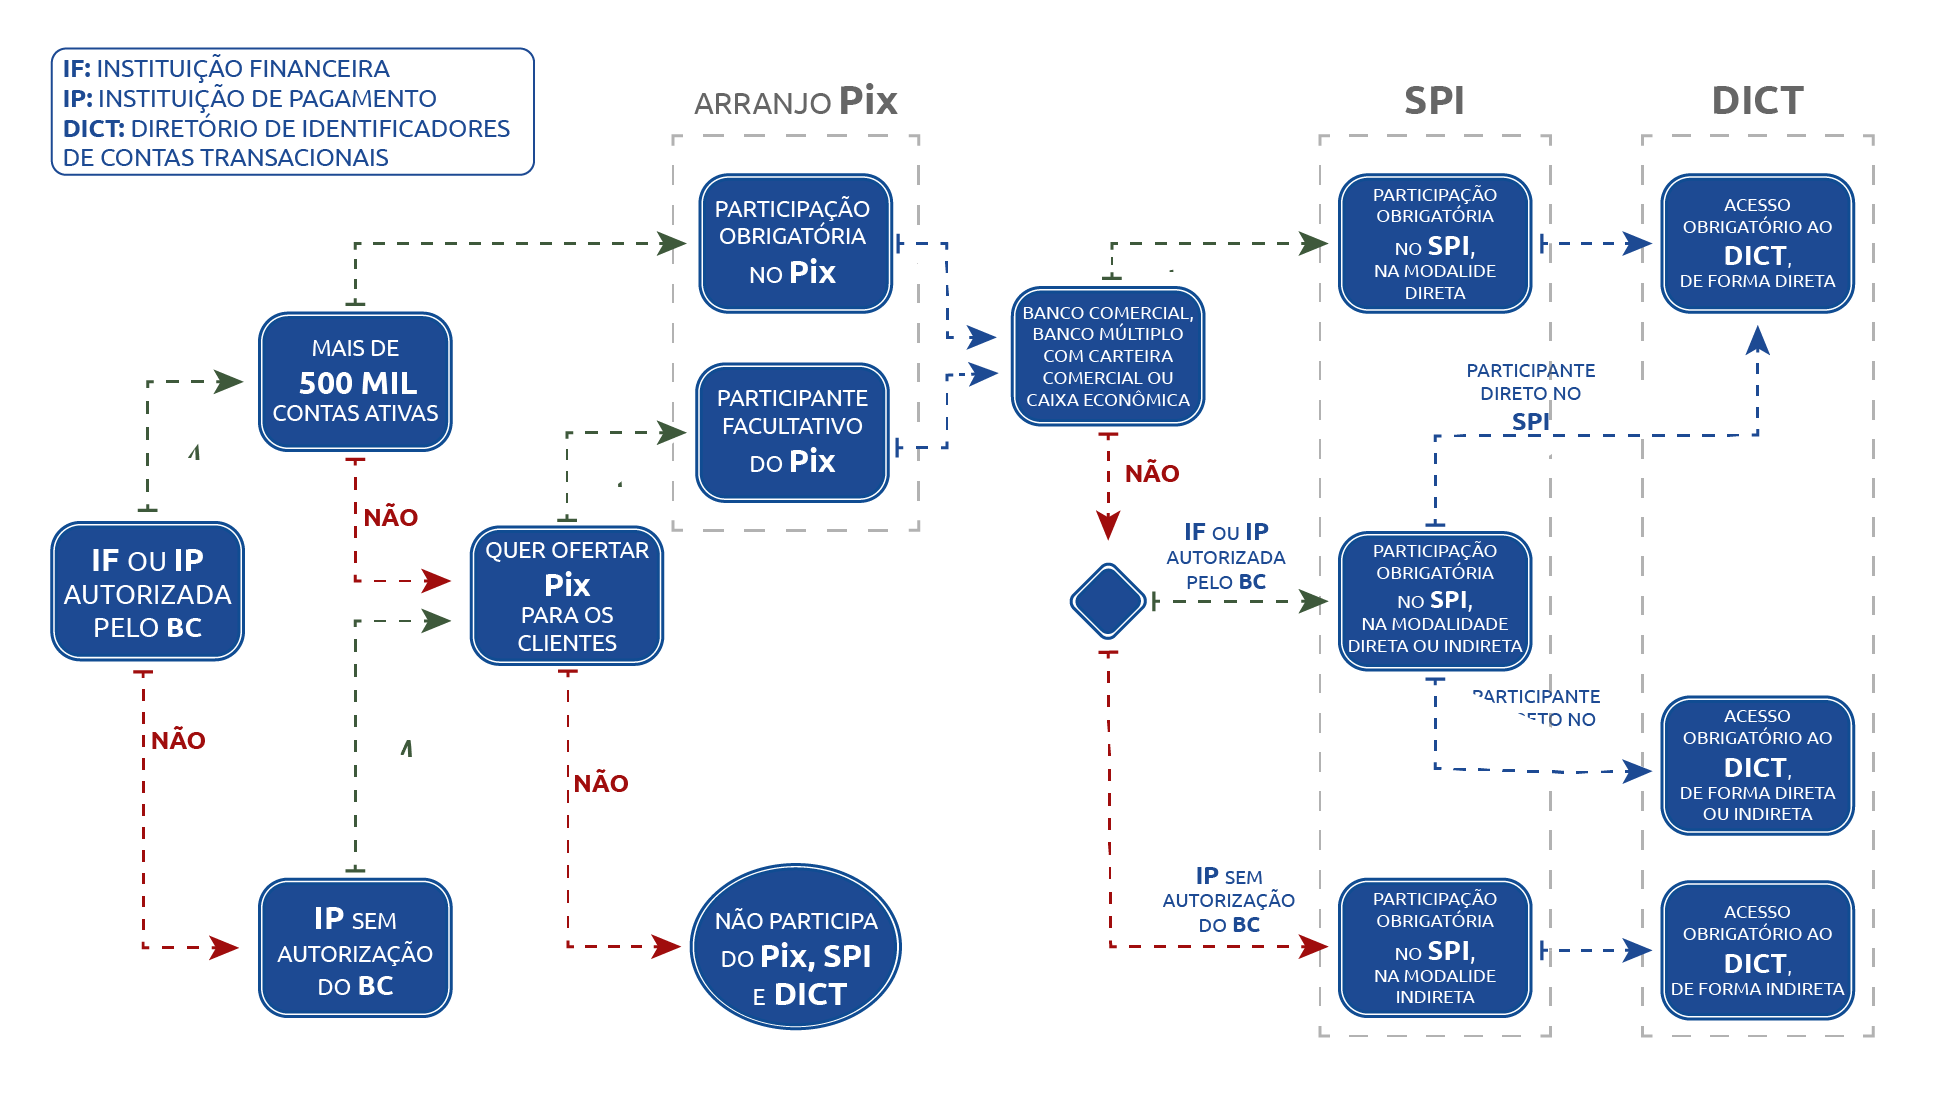 IF: INSTITUIÇÃO FINANCEIRA
IP: INSTITUIÇÃO DE PAGAMENTO
DICT: DIRETÓRIO DE IDENTIFICADORES
DE CONTAS TRANSACIONAIS
ARRANJO Pix
SPI
DICT
IF OU IP
AUTORIZADA
PELO BC
NÃO
MAIS DE
500 MIL
CONTAS ATIVAS
NÃO
IP SEM
AUTORIZAÇÃO
DO BC
QUER OFERTAR
Pix
PARA OS
CLIENTES
NÃO
NÃO PARTICIPA
DO Pix, SPI
E DICT
PARTICIPAÇÃO
OBRIGATÓRIA
NO Pix
PARTICIPANTE
FACULTATIVO
DO Pix
BANCO COMERCIAL,
BANCO MÚLTIPLO
COM CARTEIRA
COMERCIAL OU
CAIXA ECONÔMICA
NÃO
IF OU IP
AUTORIZADA
PELO BC
IP SEM
AUTORIZAÇÃO
DO BC
PARTICIPAÇÃO
OBRIGATÓRIA
NO SPI,
NA MODALIDE
DIRETA
PARTICIPANTE
DIRETO NO
SPI
PARTICIPAÇÃO
OBRIGATÓRIA
NO SPI,
NA MODALIDADE
DIRETA OU INDIRETA
PARTICIPANTE
NO
PARTICIPAÇÃO
OBRIGATÓRIA
NO SPI,
NA MODALIDE
INDIRETA
ACESSO
OBRIGATÓRIO AO
DICT,
DE FORMA DIRETA
ACESSO
OBRIGATÓRIO AO
DICT,
DE FORMA DIRETA
OU INDIRETA
ACESSO
OBRIGATÓRIO AO
DICT,
DE FORMA INDIRETA